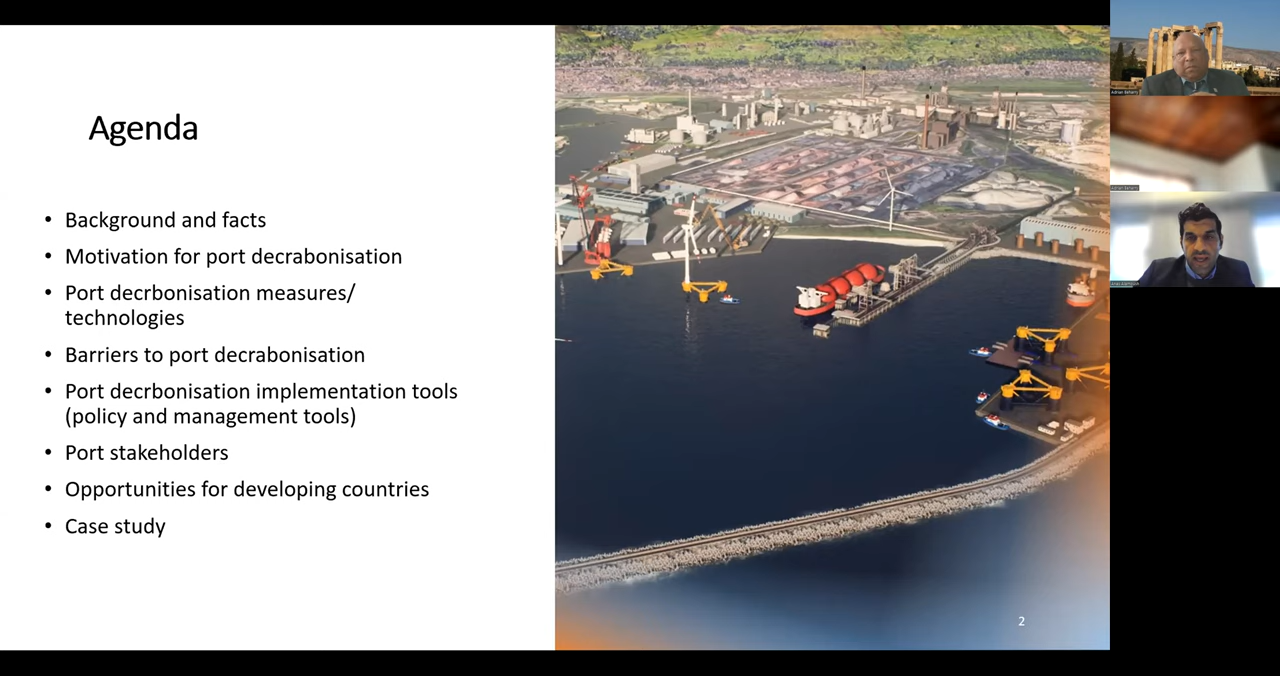 Agenda
• Background and facts
• Motivation for port decrabonisation
• Port decrbonisation measures/
technologies
• Barriers to port decrabonisation
• Port decrbonisation implementation tools
(policy and management tools)
• Port stakeholders
• Opportunities for developing countries
• Case study
2